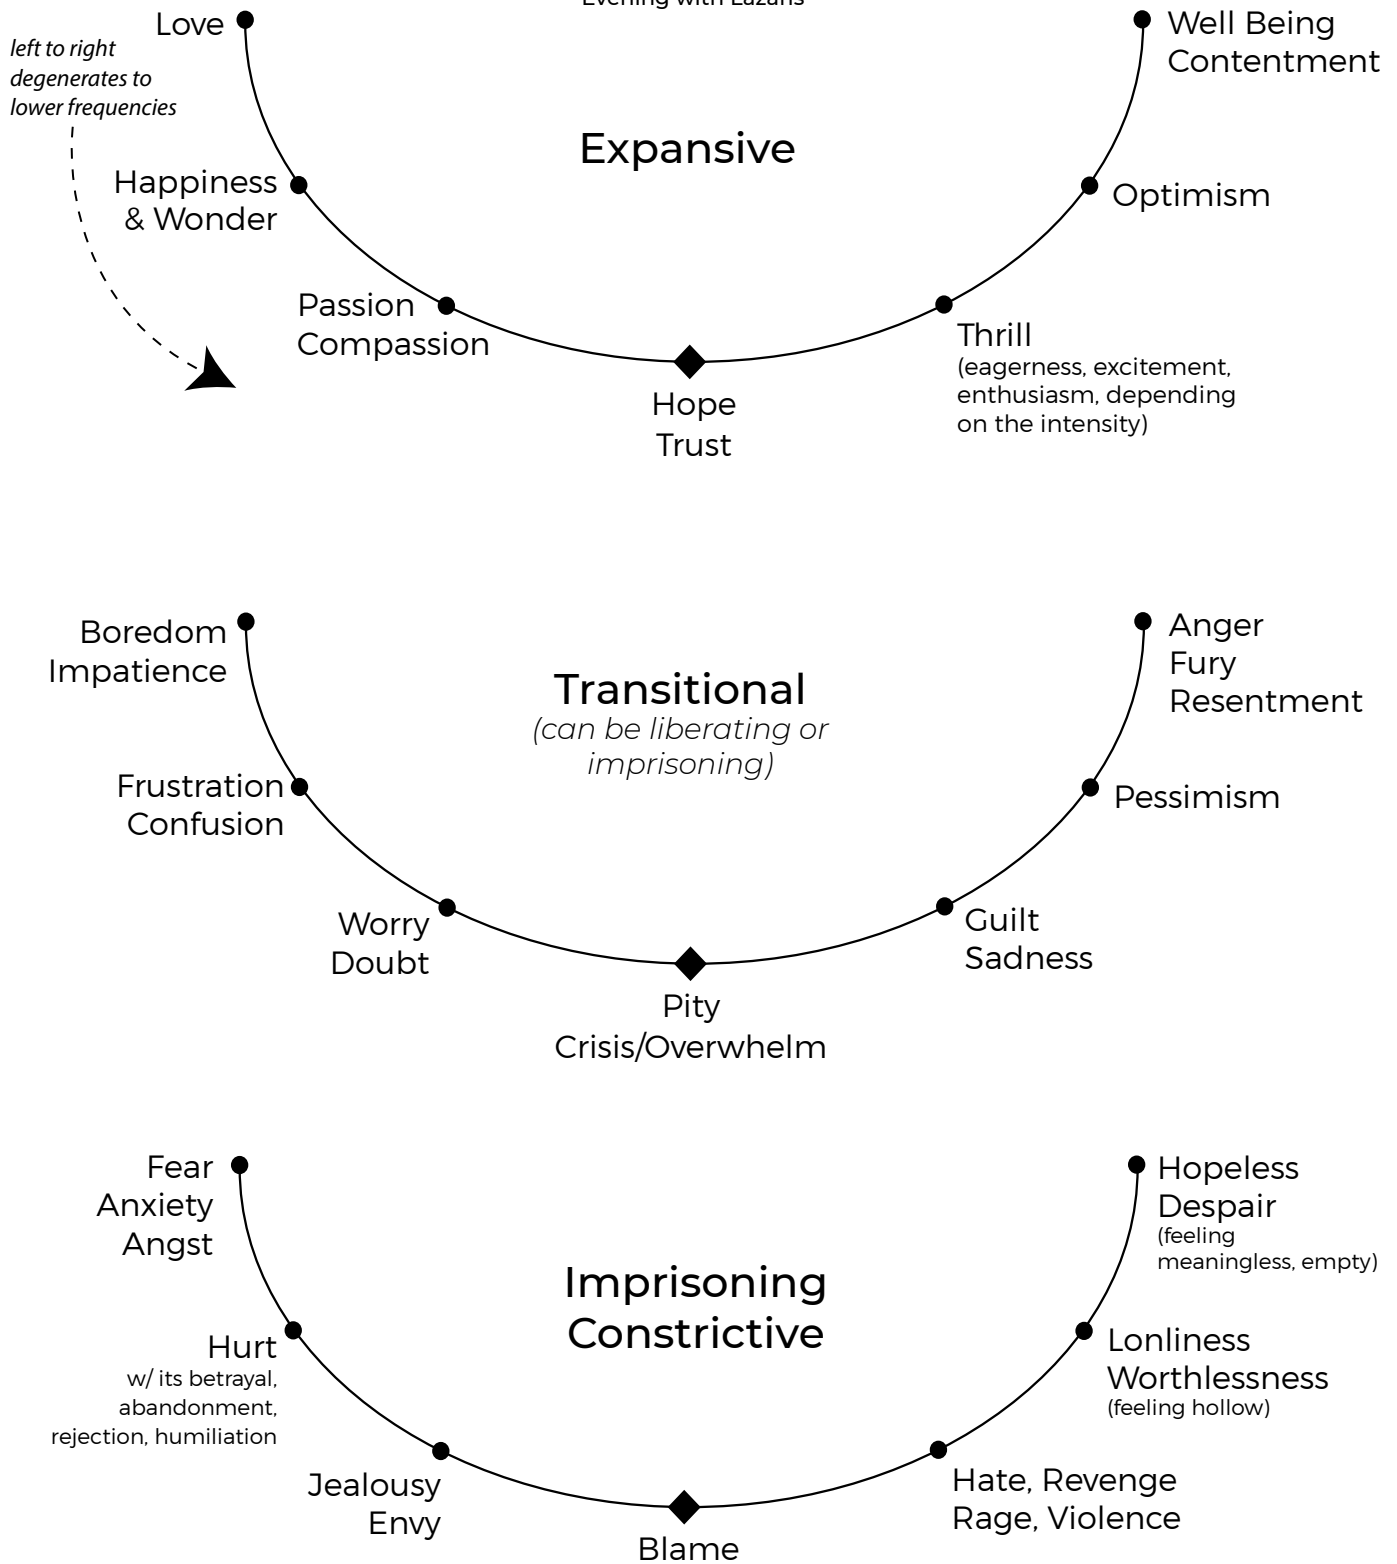 Evening with Lazaris
Love
left to right
degenerates to
lower frequencies
Well Being
Contentment
Expansive
Happiness
& Wonder
Optimism
Passion
Compassion
Thrill
(eagerness, excitement,
enthusiasm, depending
on the intensity)
Hope
Trust
Boredom
Impatience
Anger
Fury
Resentment
Transitional
(can be liberating or
imprisoning)
Frustration
Confusion
Pessimism
Worry
Doubt
Guilt
Sadness
Pity
Crisis/Overwhelm
Fear
Anxiety
Angst
Hopeless
Despair
(feeling
meaningless, empty)
Imprisoning
Constrictive
Hurt
w/ its betrayal,
abandonment,
rejection, humiliation
Lonliness
Worthlessness
(feeling hollow)
Jealousy
Envy
Hate, Revenge
Rage, Violence
Blame